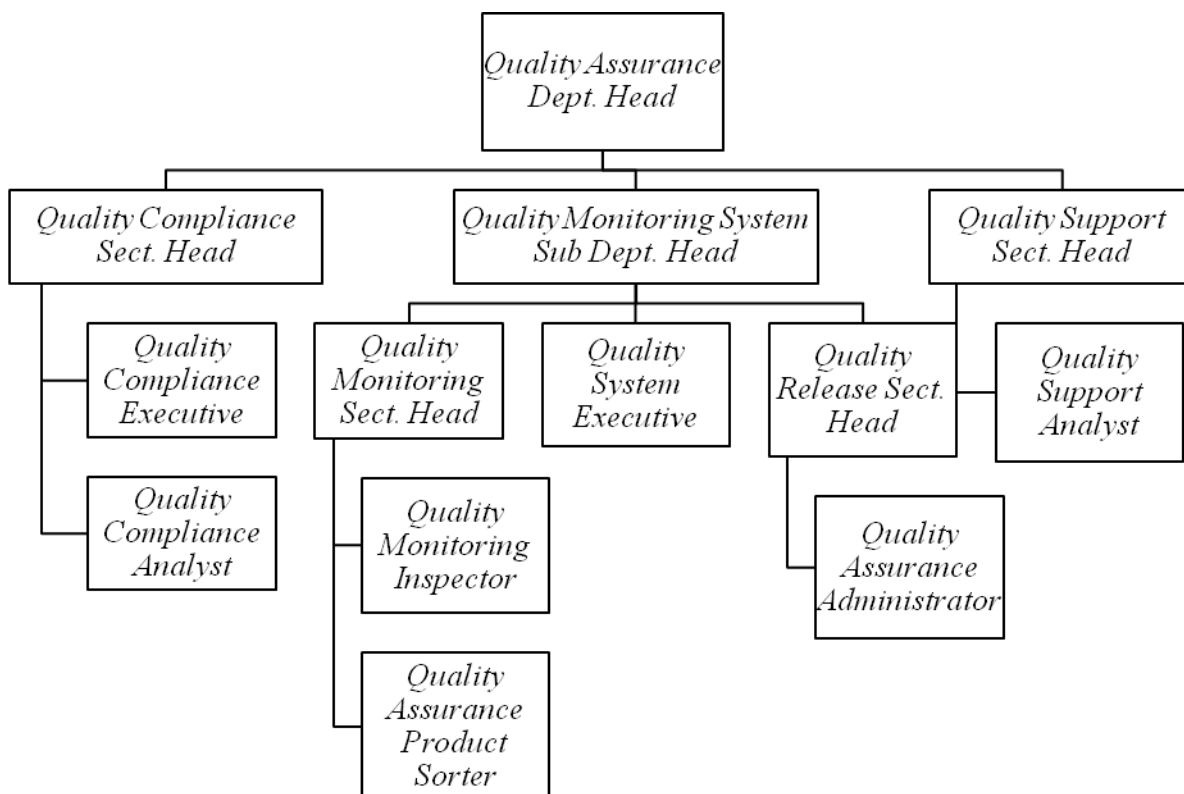 Quality Assurance
Dept. Head
Quality Compliance
Sect. Head
Quality Monitoring System
Sub Dept. Head
Quality Support
Sect. Head
Quality
Compliance
Executive
Quality
Monitoring
Sect. Head
Quality
System
Executive
Quality
Release Sect.
Head
Quality
Support
Analyst
Quality
Compliance
Analyst
Quality
Monitoring
Inspector
Quality
Assurance
Administrator
Quality
Assurance
Product
Sorter